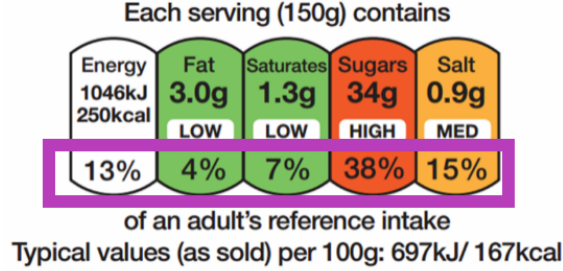 Each serving (150g) contains
Energy Fat Saturates Sugars Salt
1046kJ 3.0g 1.3g 34g 0.9g
250kcal
LOW LOW HIGH MED
13% 4% 7% 38% 15%
of an adult's reference intake
Typical values (as sold) per 100g: 697kJ/ 167kcal